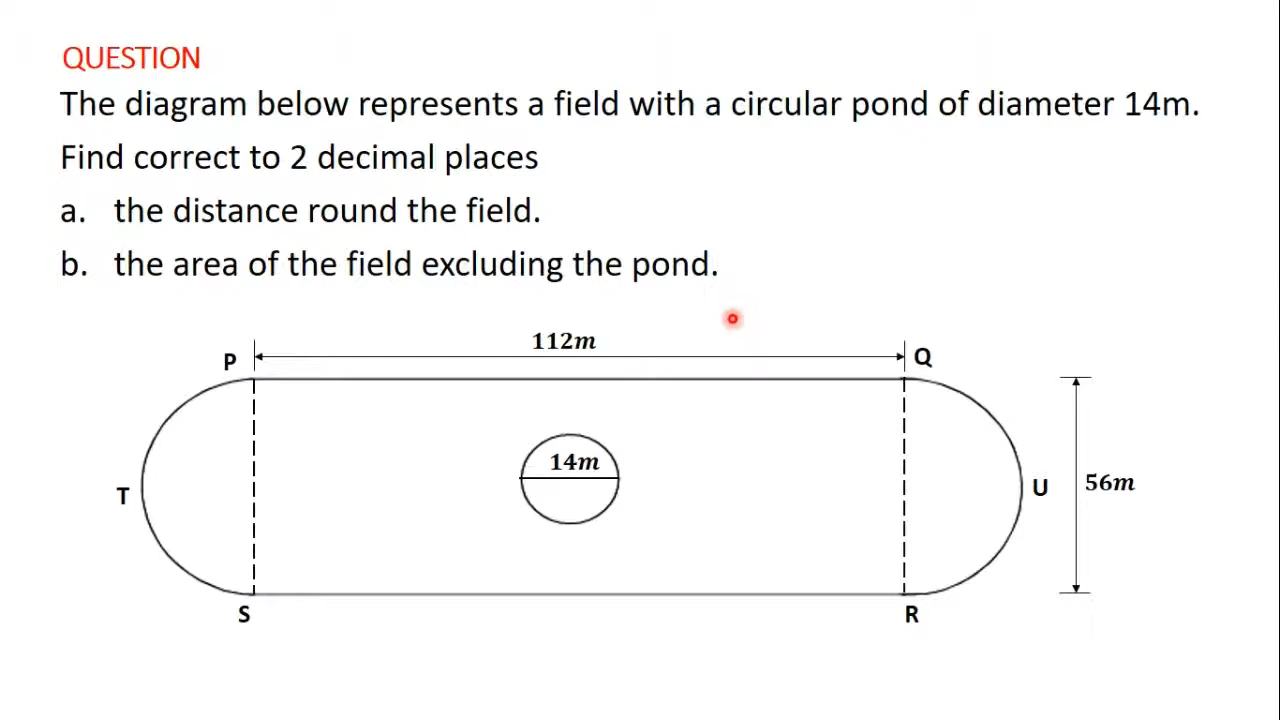 QUESTION
The diagram below represents a field with a circular pond of diameter 14m.
Find correct to 2 decimal places
a. the distance round the field.
b. the area of the field excluding the pond.
112m
P
Q
14m
T
U
56m
S
R